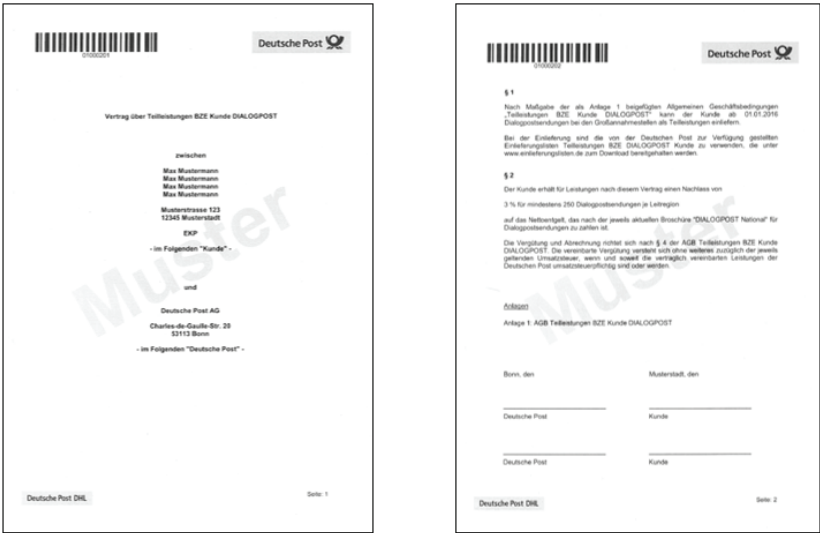 Deutsche Post
01000201
Vertrag über Teilleistungen BZE Kunde DIALOGPOST
zwischen
Max Mustermann
Max Mustermann
Max Mustermann
Max Mustermann
Musterstrasse 123
12345 Musterstadt
EKP
- im Folgenden "Kunde" -
und
Deutsche Post AG
Charles-de-Gaulle-Str. 20
53113 Bonn
- im Folgenden "Deutsche Post" -
Muster
Deutsche Post DHL
Seite: 1
Deutsche Post
01000202
§ 1
Nach Maßgabe der als Anlage 1 beigefügten Allgemeinen Geschäftsbedingungen
„Teilleistungen BZE Kunde DIALOGPOST" kann der Kunde ab 01.01.2016
Dialogpostsendungen bei den Großannahmestellen als Teilleistungen einliefern.
Bei der Einlieferung sind die von der Deutschen Post zur Verfügung gestellten
Einlieferungslisten Teilleistungen BZE DIALOGPOST Kunde zu verwenden, die unter
www.einlieferungslisten.de zum Download bereitgehalten werden.
§ 2
Der Kunde erhält für Leistungen nach diesem Vertrag einen Nachlass von
3 % für mindestens 250 Dialogpostsendungen je Leitregion
auf das Nettoentgelt, das nach der jeweils aktuellen Broschüre "DIALOGPOST National" für
Dialogpostsendungen zu zahlen ist.
Die Vergütung und Abrechnung richtet sich nach § 4 der AGB Teilleistungen BZE Kunde
DIALOGPOST. Die vereinbarte Vergütung versteht sich ohne weiteres zuzüglich der jeweils
geltenden Umsatzsteuer, wenn und soweit die vertraglich vereinbarten Leistungen der
Deutschen Post umsatzsteuerpflichtig sind oder werden.
Anlagen
Anlage 1: AGB Teilleistungen BZE Kunde DIALOGPOST
Bonn, den
Musterstadt, den
Deutsche Post
Kunde
Deutsche Post
Kunde
Muster
Deutsche Post DHL
Seite: 2